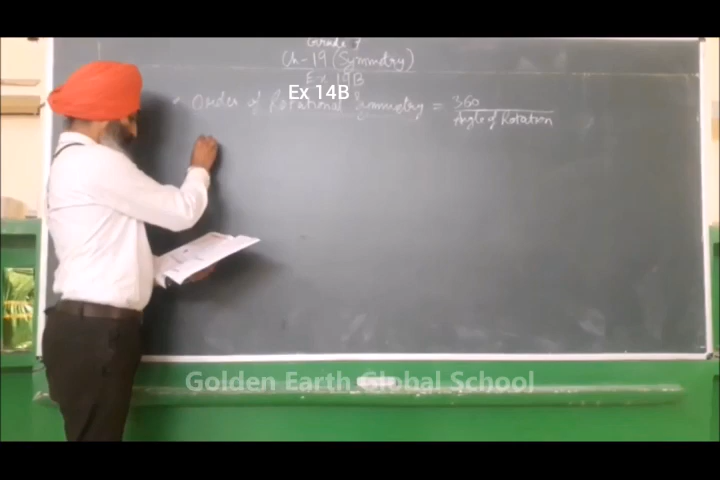 Grade 7
Ch-19 (Symmetry)
Ex 19B
Ex 14B
Order of Rotational Symmetry = 360
Angle of Rotation
Golden Earth Global School